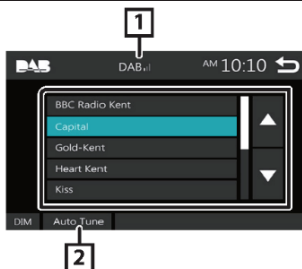 1
DAB DAB AM 10:10
BBC Radio Kent
Capital
Gold-Kent
Heart Kent
Kiss
DIM Auto Tune
2